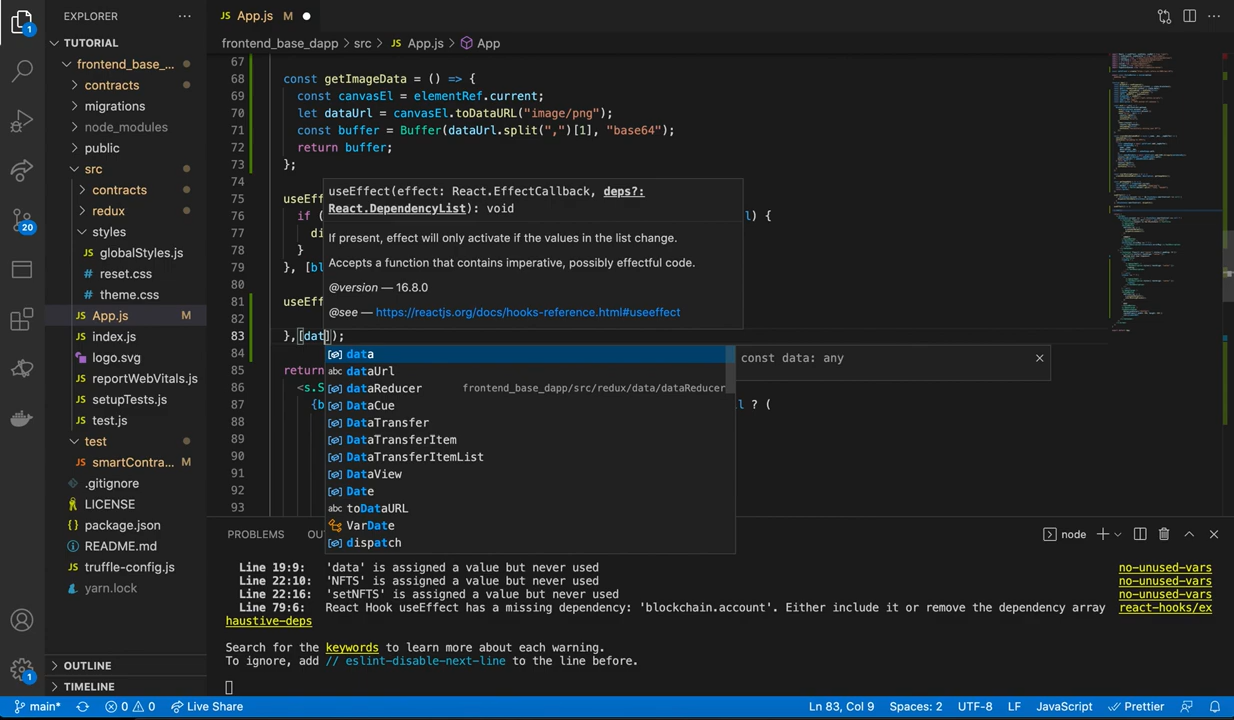 EXPLORER
···
App.js M
TUTORIAL
frontend_base_dapp > src > JS App.js > App
frontend_base_...
contracts
migrations
node_modules
public
src
contracts
redux
styles
JS globalStyles.js
# reset.css
# theme.css
JS App.js M
JS index.js
logo.svg
JS reportWebVitals.js
JS setupTests.js
JS test.js
test
JS smartContra... M
.gitignore
LICENSE
package.json
README.md
JS truffle-config.js
yarn.lock
OUTLINE
TIMELINE
1
20
1
67
68 const getImageData = () => {
69 const canvasEl = elementRef.current;
70 let dataUrl = canvasEl.toDataURL("image/png");
71 const buffer = Buffer(dataUrl.split(",")[1], "base64");
72 return buffer;
73 };
74
75 useEff
76 if ( l) {
77 di
78 }
79 }, [bl
80
81 useEff
82
83 },[dat]);
84
85 return
86 <s.S
87 {b l ? (
88
89
90
91
92
93
useEffect(effect: React.EffectCallback, deps?:
React.DependencyList): void
If present, effect will only activate if the values in the list change.
Accepts a function that contains imperative, possibly effectful code.
@version — 16.8.0
@see — https://reactjs.org/docs/hooks-reference.html#useeffect
data
abc dataUrl
dataReducer frontend_base_dapp/src/redux/data/dataReducer
DataCue
DataTransfer
DataTransferItem
DataTransferItemList
DataView
Date
abc toDataURL
VarDate
dispatch
const data: any
PROBLEMS OU
node
Line 19:9: 'data' is assigned a value but never used no-unused-vars
Line 22:10: 'NFTS' is assigned a value but never used no-unused-vars
Line 22:16: 'setNFTS' is assigned a value but never used no-unused-vars
Line 79:6: React Hook useEffect has a missing dependency: 'blockchain.account'. Either include it or remove the dependency array react-hooks/ex
haustive-deps
Search for the keywords to learn more about each warning.
To ignore, add // eslint-disable-next-line to the line before.
main* 0 0 Live Share Ln 83, Col 9 Spaces: 2 UTF-8 LF JavaScript Prettier